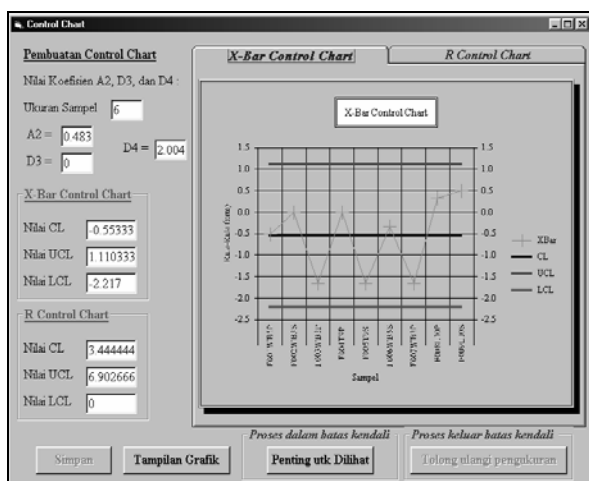 Control Chart
Pembuatan Control Chart
Nilai Koefisien A2, D3, dan D4 :
Ukuran Sampel 6
A2 = 0.483
D3 = 0
D4 = 2.004
X-Bar Control Chart
Nilai CL -0.55333
Nilai UCL 1.110333
Nilai LCL -2.217
R Control Chart
Nilai CL 3.444444
Nilai UCL 6.902666
Nilai LCL 0
X-Bar Control Chart
R Control Chart
X-Bar Control Chart
1.5 1.5
1.0 1.0
0.5 0.5
0.0 0.0
-0.5 -0.5
-1.0 -1.0
-1.5 -1.5
-2.0 -2.0
-2.5 -2.5
Sampel
XBar
CL
UCL
LCL
Simpan
Tampilan Grafik
Proses dalam batas kendali
Penting utk Dilihat
Proses keluar batas kendali
Tolong ulangi pengukuran